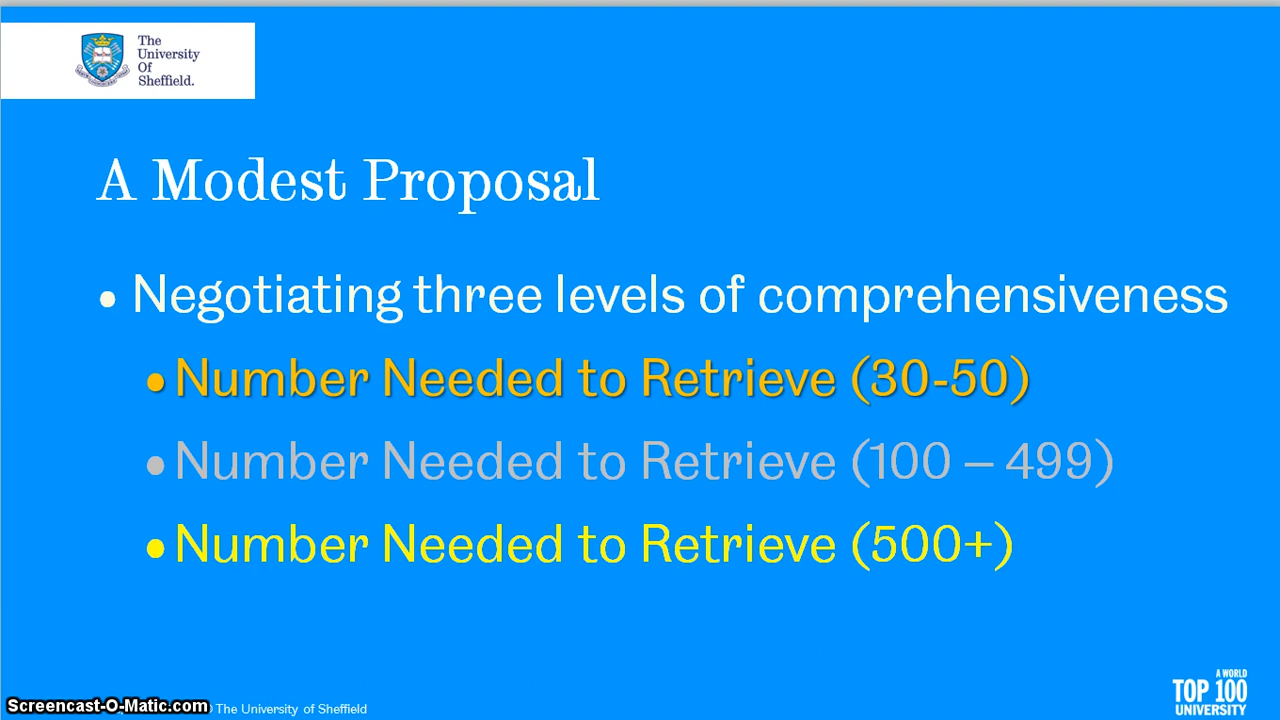 The
University
Of
Sheffield.
A Modest Proposal
• Negotiating three levels of comprehensiveness
• Number Needed to Retrieve (30-50)
• Number Needed to Retrieve (100 – 499)
• Number Needed to Retrieve (500+)
A WORLD
TOP 100
UNIVERSITY
Screencast-O-Matic.com
The University of Sheffield